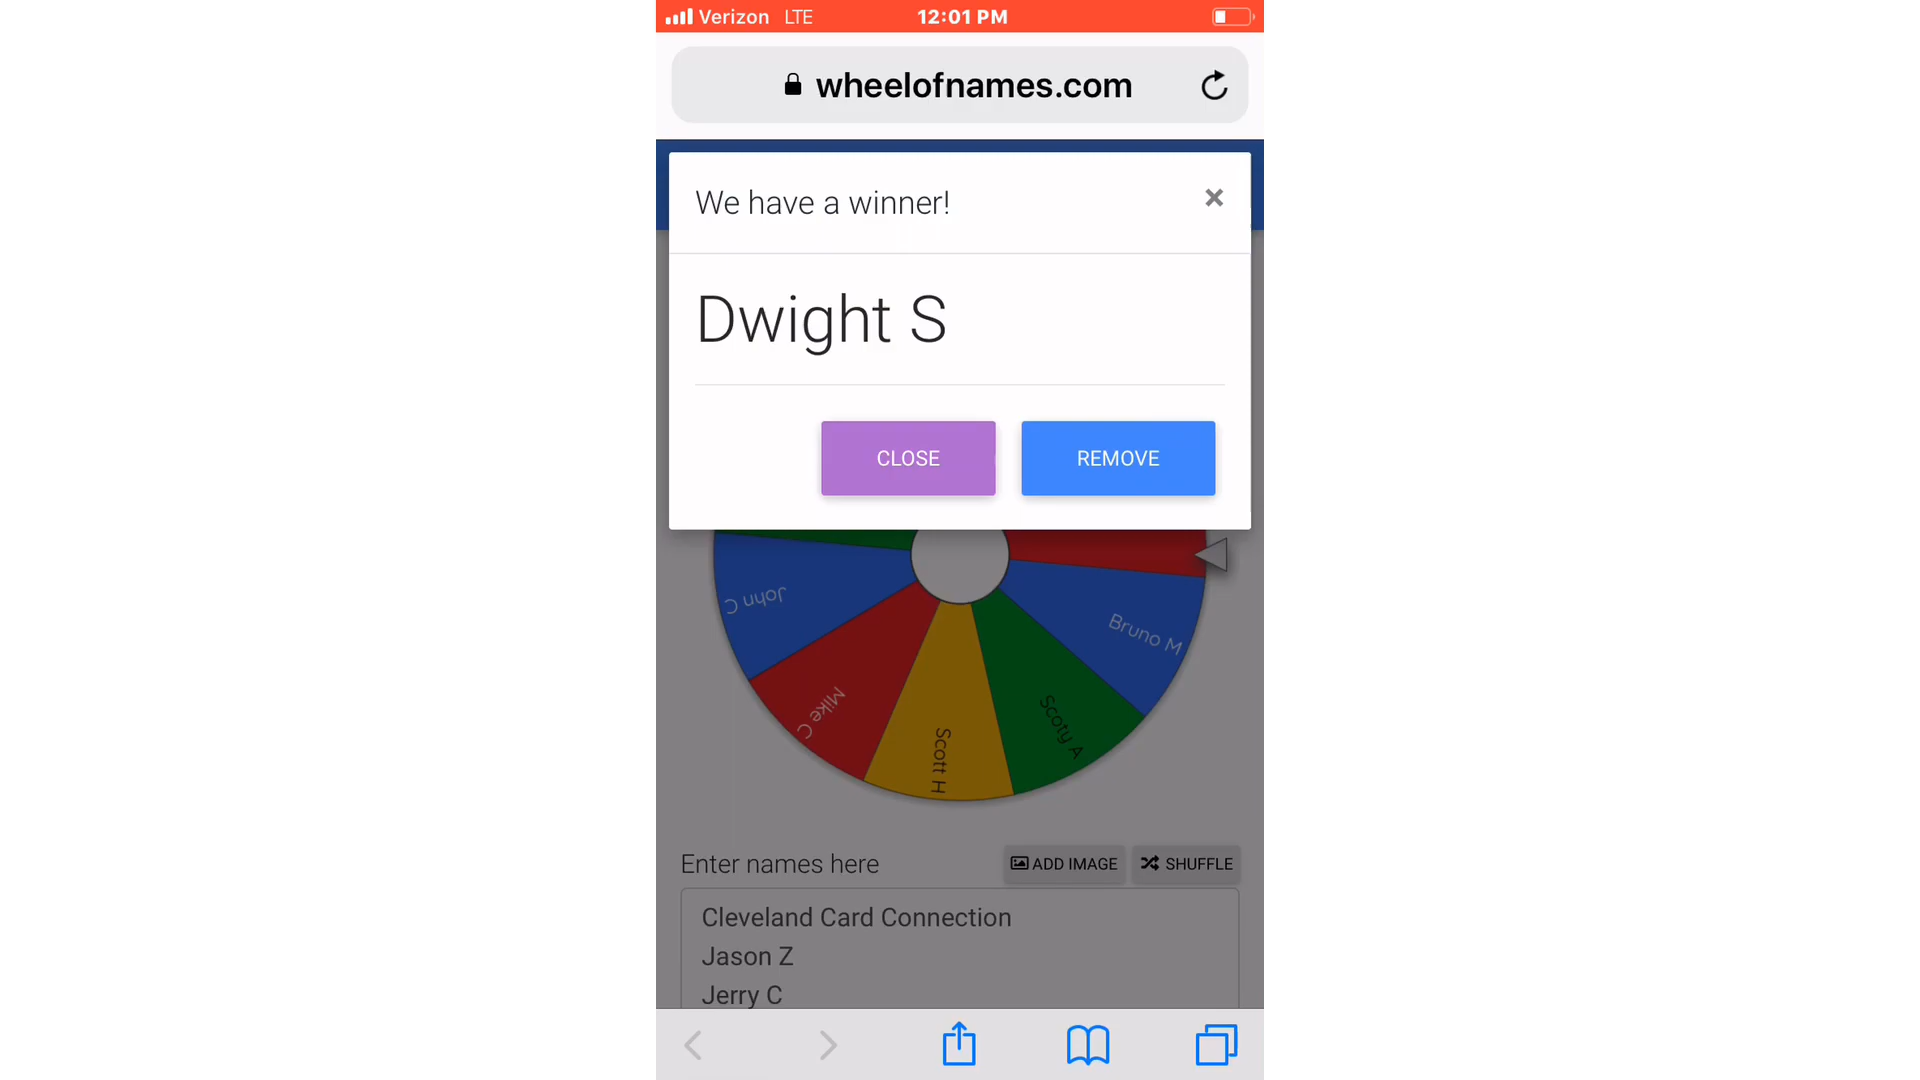 Verizon LTE 12:01 PM
wheelofnames.com
We have a winner!
Dwight S
CLOSE REMOVE
John C
Bruno M
Mike C
Scoty A
Scott H
Enter names here ADD IMAGE SHUFFLE
Cleveland Card Connection
Jason Z
Jerry C